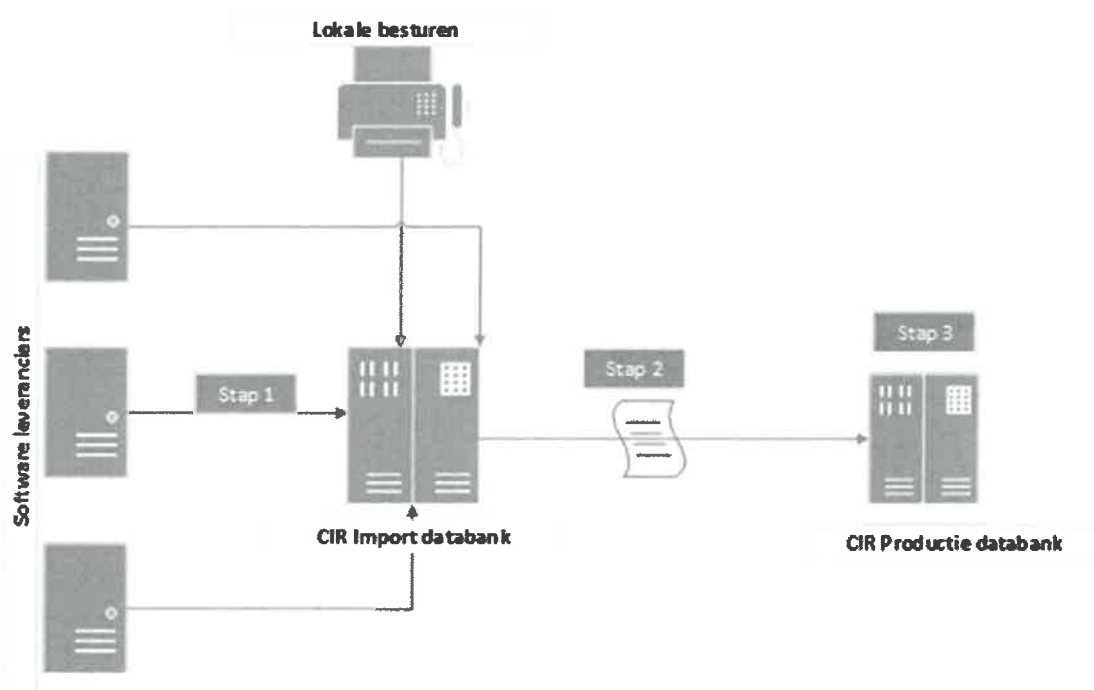 Lokale besturen
Software leveranciers
Stap 1
Stap 2
Stap 3
CIR Import databank
CIR Productie databank